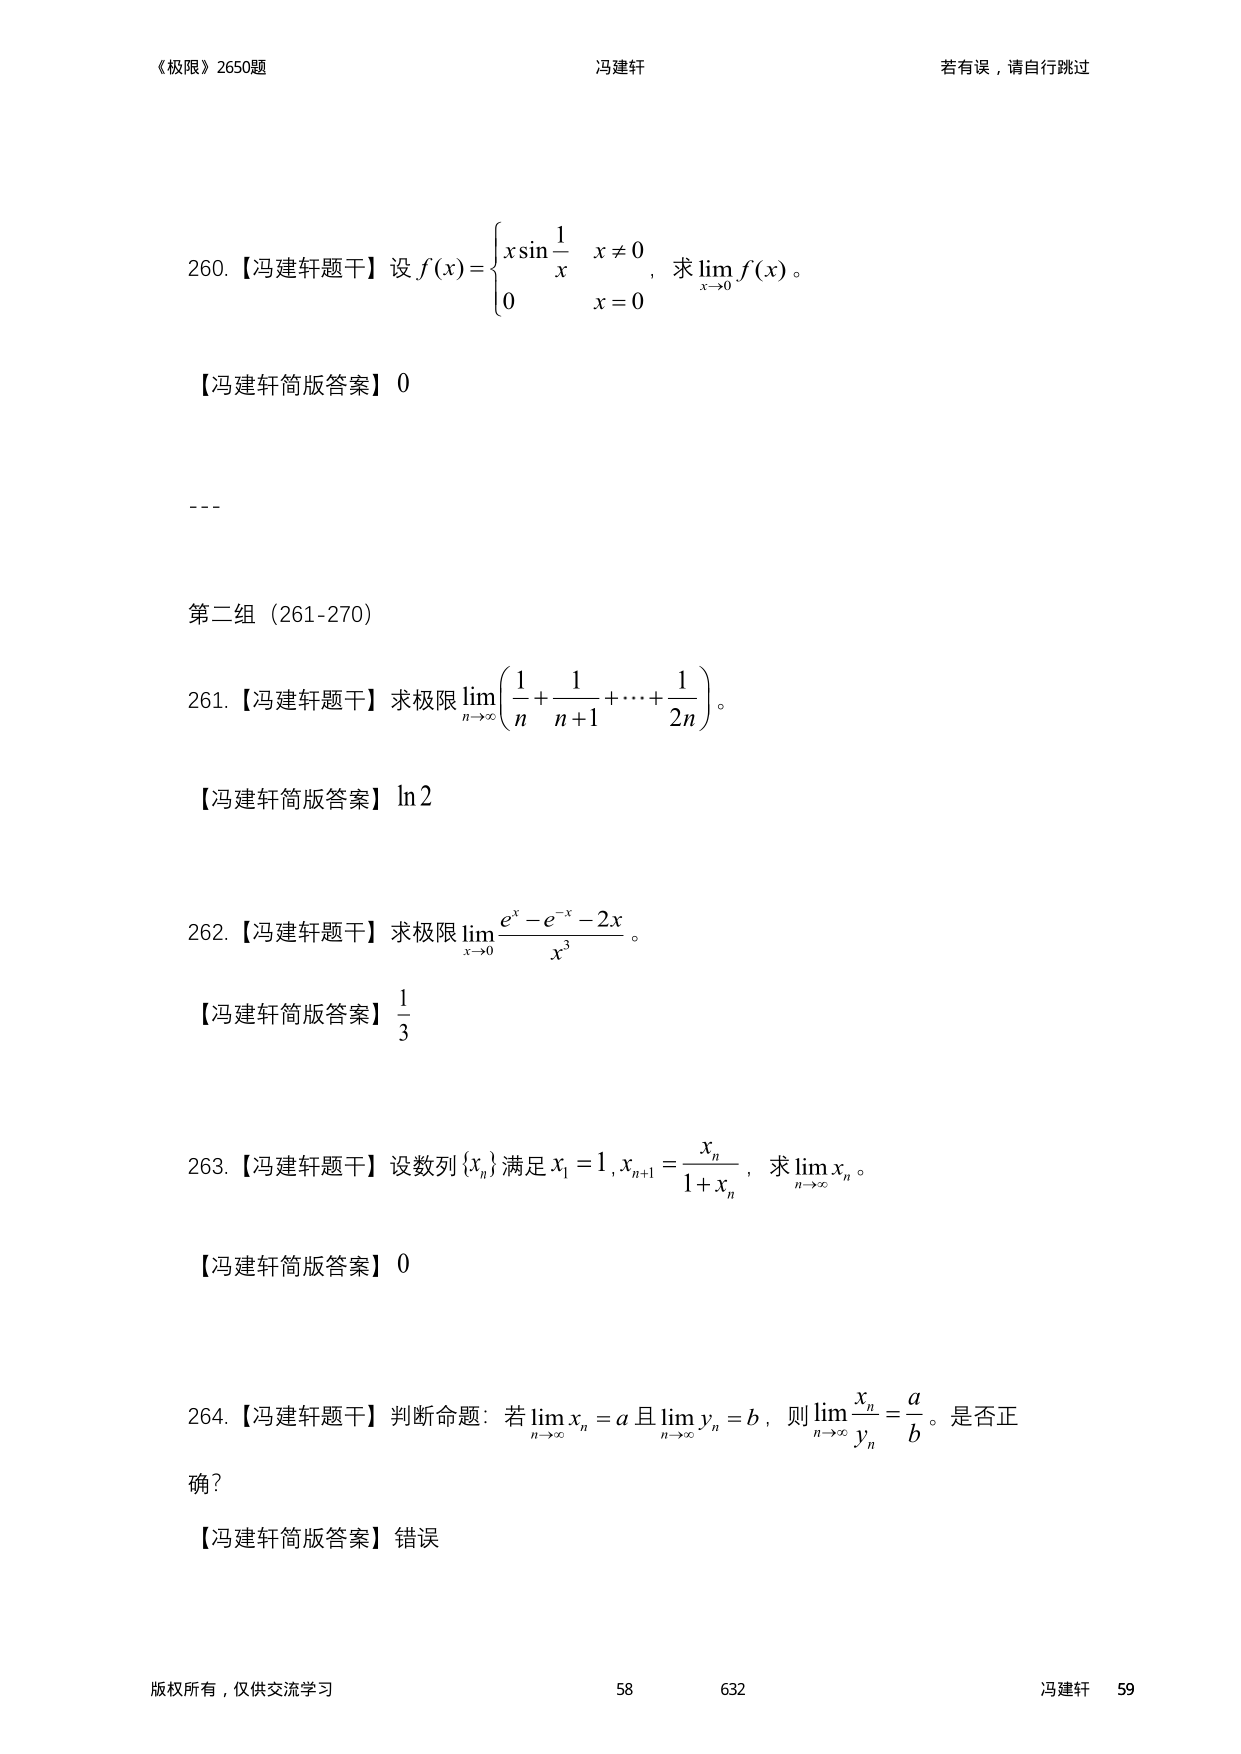 《极限》2650题 冯建轩 若有误，请自行跳过
260.【冯建轩题干】设 f(x) = { x sin 1/x  x ≠ 0 ; 0  x = 0 ，求 lim_{x→0} f(x) 。
【冯建轩简版答案】 0
---
第二组（261-270）
261.【冯建轩题干】求极限 lim_{n→∞} ( 1/n + 1/(n+1) + ⋯ + 1/(2n) ) 。
【冯建轩简版答案】 ln 2
262.【冯建轩题干】求极限 lim_{x→0} (e^x − e^{−x} − 2x)/x^3 。
【冯建轩简版答案】 1/3
263.【冯建轩题干】设数列 {x_n} 满足 x_1 = 1 , x_{n+1} = x_n/(1 + x_n) ，求 lim_{n→∞} x_n 。
【冯建轩简版答案】 0
264.【冯建轩题干】判断命题：若 lim_{n→∞} x_n = a 且 lim_{n→∞} y_n = b ，则 lim_{n→∞} x_n/y_n = a/b 。是否正
确？
【冯建轩简版答案】错误
版权所有，仅供交流学习 58 632 冯建轩 59